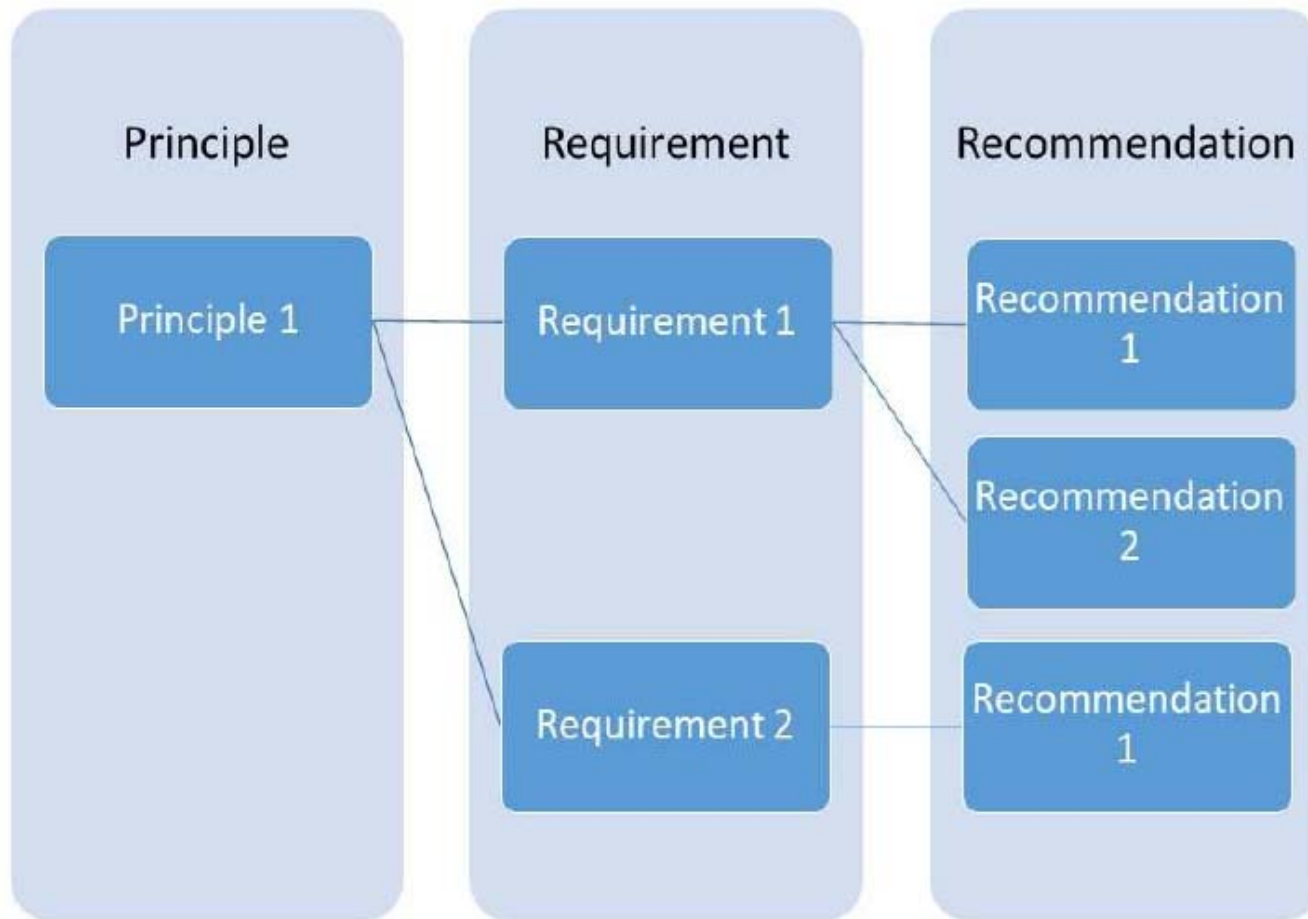 Principle
Requirement
Recommendation
Principle 1
Requirement 1
Recommendation
1
Recommendation
2
Requirement 2
Recommendation
1